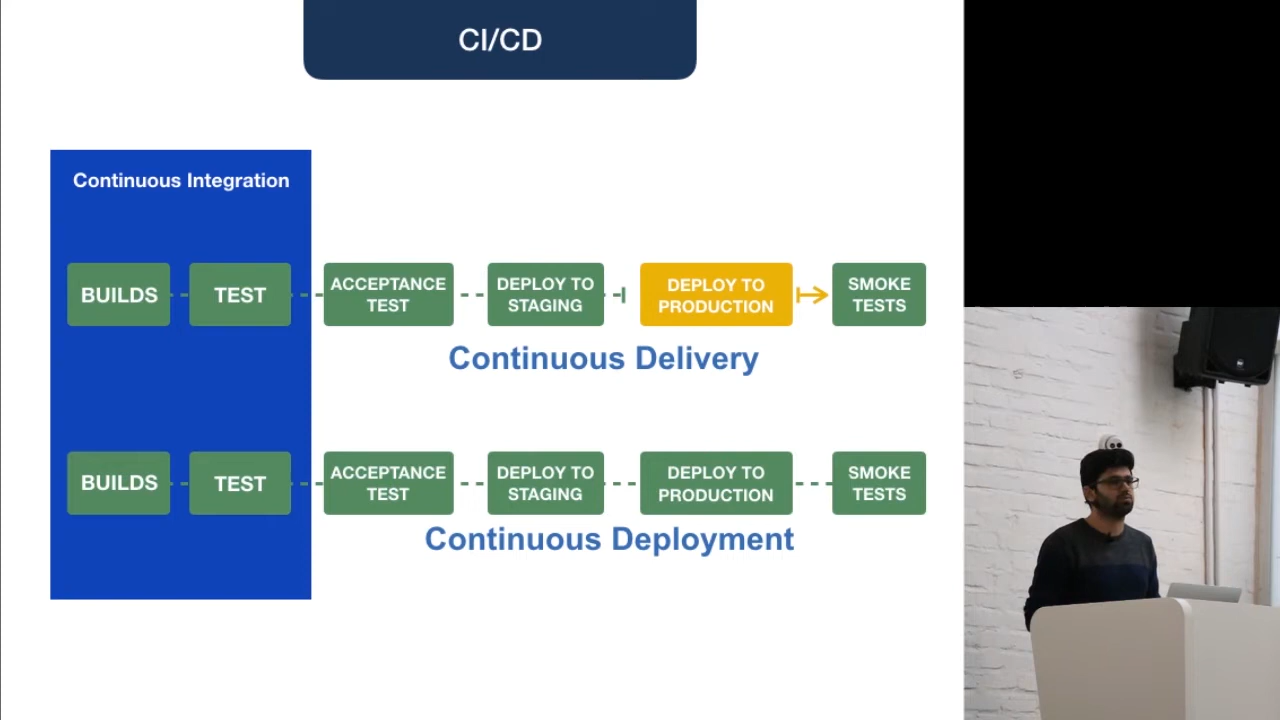 CI/CD
Continuous Integration
BUILDS
TEST
ACCEPTANCE
TEST
DEPLOY TO
STAGING
DEPLOY TO
PRODUCTION
SMOKE
TESTS
Continuous Delivery
BUILDS
TEST
ACCEPTANCE
TEST
DEPLOY TO
STAGING
DEPLOY TO
PRODUCTION
SMOKE
TESTS
Continuous Deployment